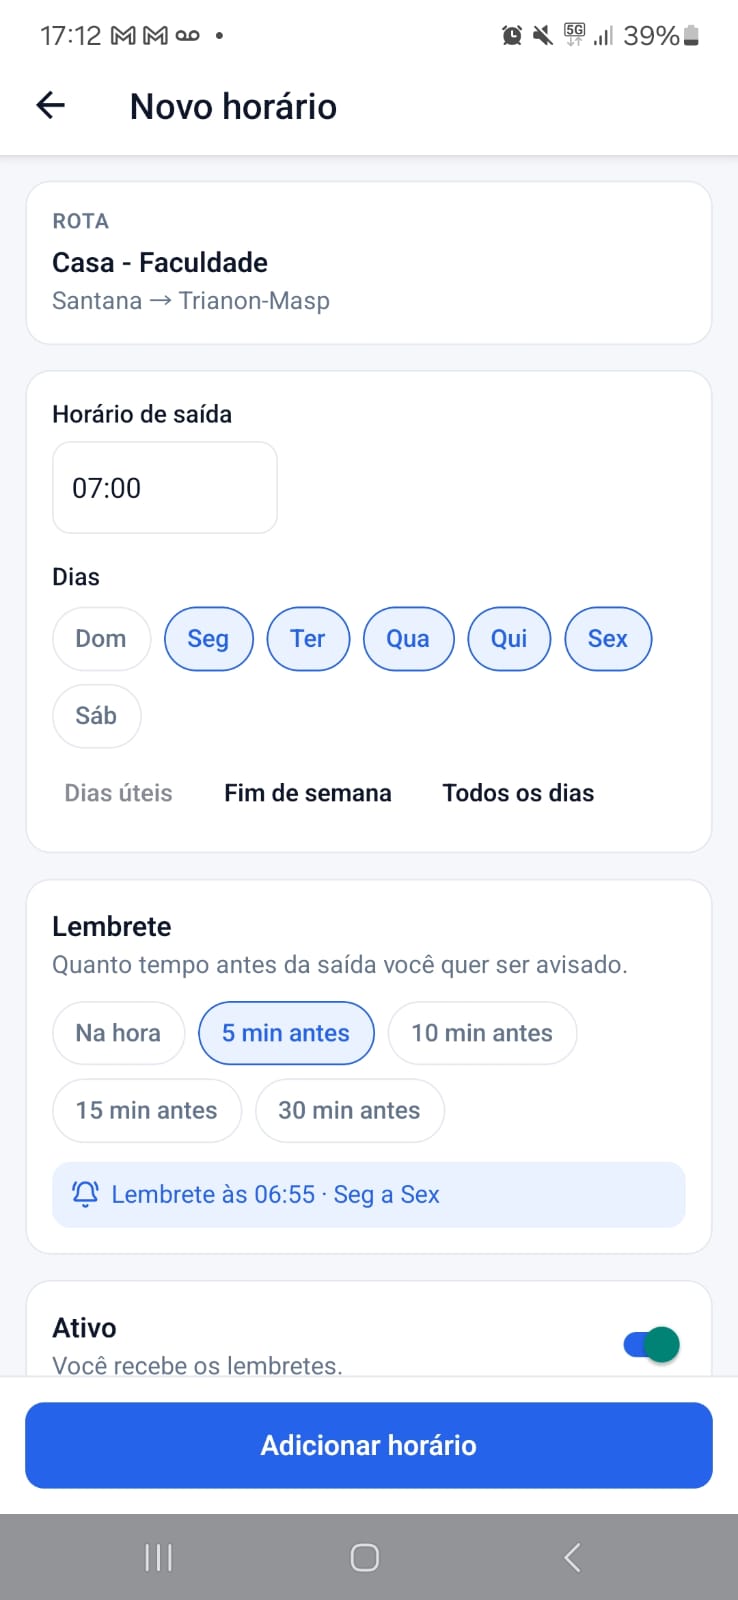 17:12
5G
39%
Novo horário
ROTA
Casa - Faculdade
Santana → Trianon-Masp
Horário de saída
07:00
Dias
Dom Seg Ter Qua Qui Sex
Sáb
Dias úteis Fim de semana Todos os dias
Lembrete
Quanto tempo antes da saída você quer ser avisado.
Na hora 5 min antes 10 min antes
15 min antes 30 min antes
Lembrete às 06:55 · Seg a Sex
Ativo
Você recebe os lembretes.
Adicionar horário